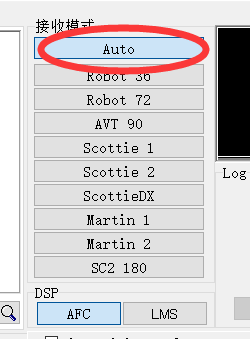 接收模式
Auto
Robot 36
Robot 72
AVT 90
Scottie 1
Scottie 2
ScottieDX
Martin 1
Martin 2
SC2 180
Log
DSP
AFC LMS